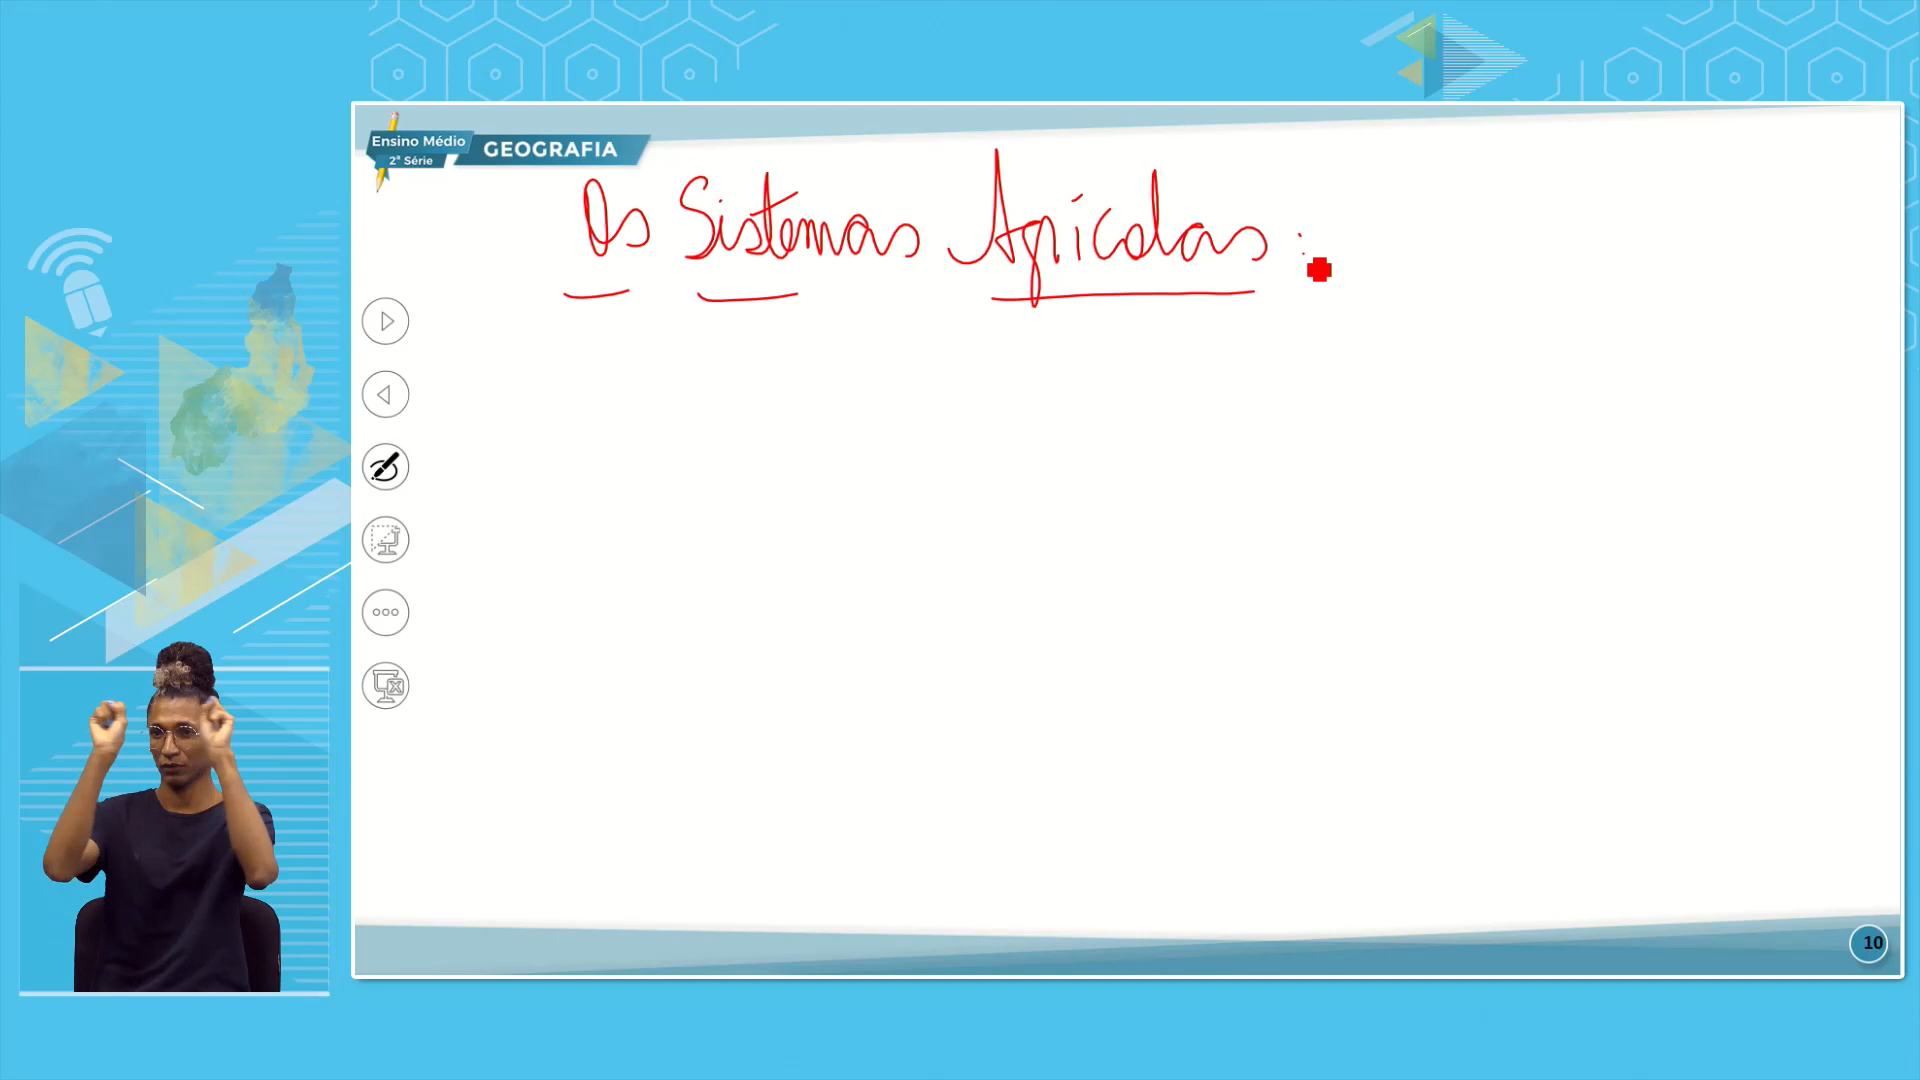 Ensino Médio
2ª Série
GEOGRAFIA
Os Sistemas Agrícolas :
10